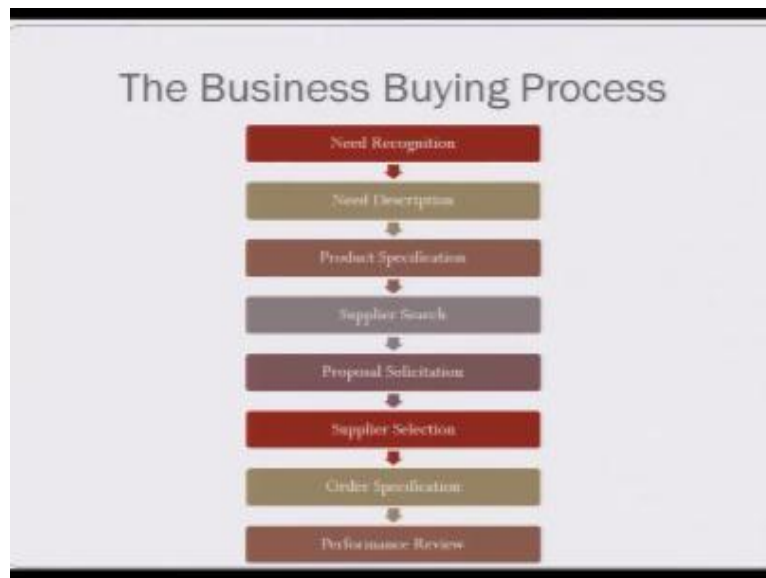 The Business Buying Process
Need Recognition
Need Description
Product Specification
Supplier Search
Proposal Solicitation
Supplier Selection
Order Specification
Performance Review